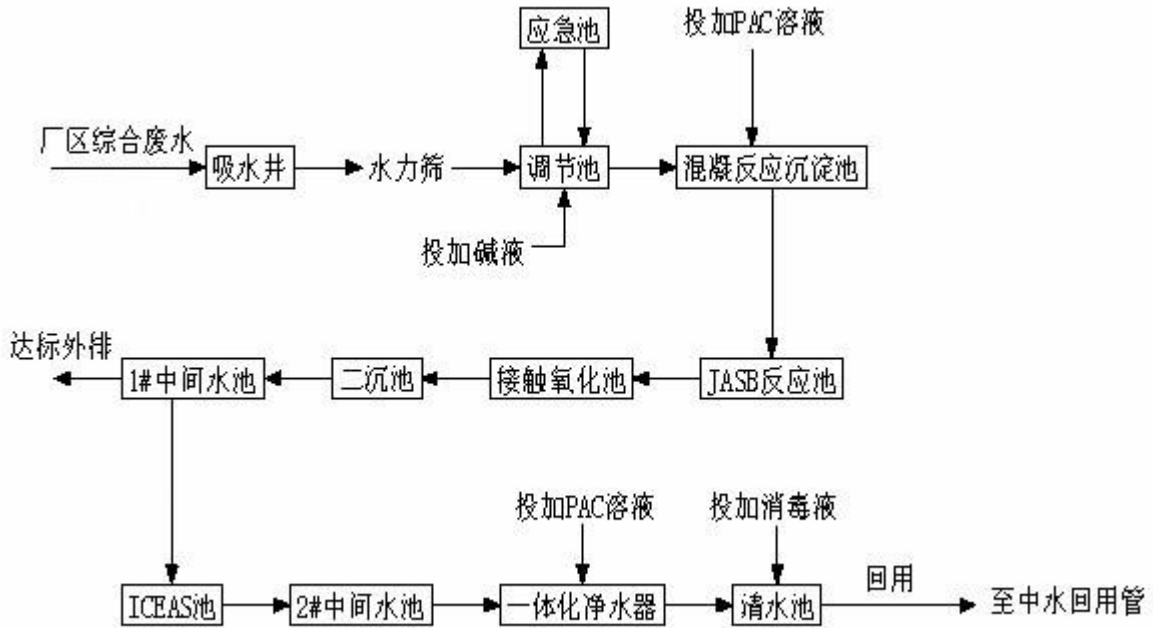 应急池
投加PAC溶液
厂区综合废水
吸水井
水力筛
调节池
混凝反应沉淀池
投加碱液
达标外排
1#中间水池
二沉池
接触氧化池
JASB反应池
投加PAC溶液
投加消毒液
回用
ICEAS池
2#中间水池
一体化净水器
清水池
至中水回用管